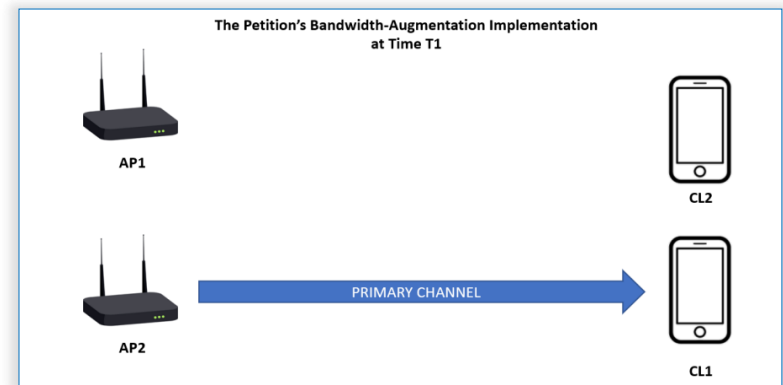 The Petition's Bandwidth-Augmentation Implementation
at Time T1
AP1
CL2
PRIMARY CHANNEL
AP2
CL1